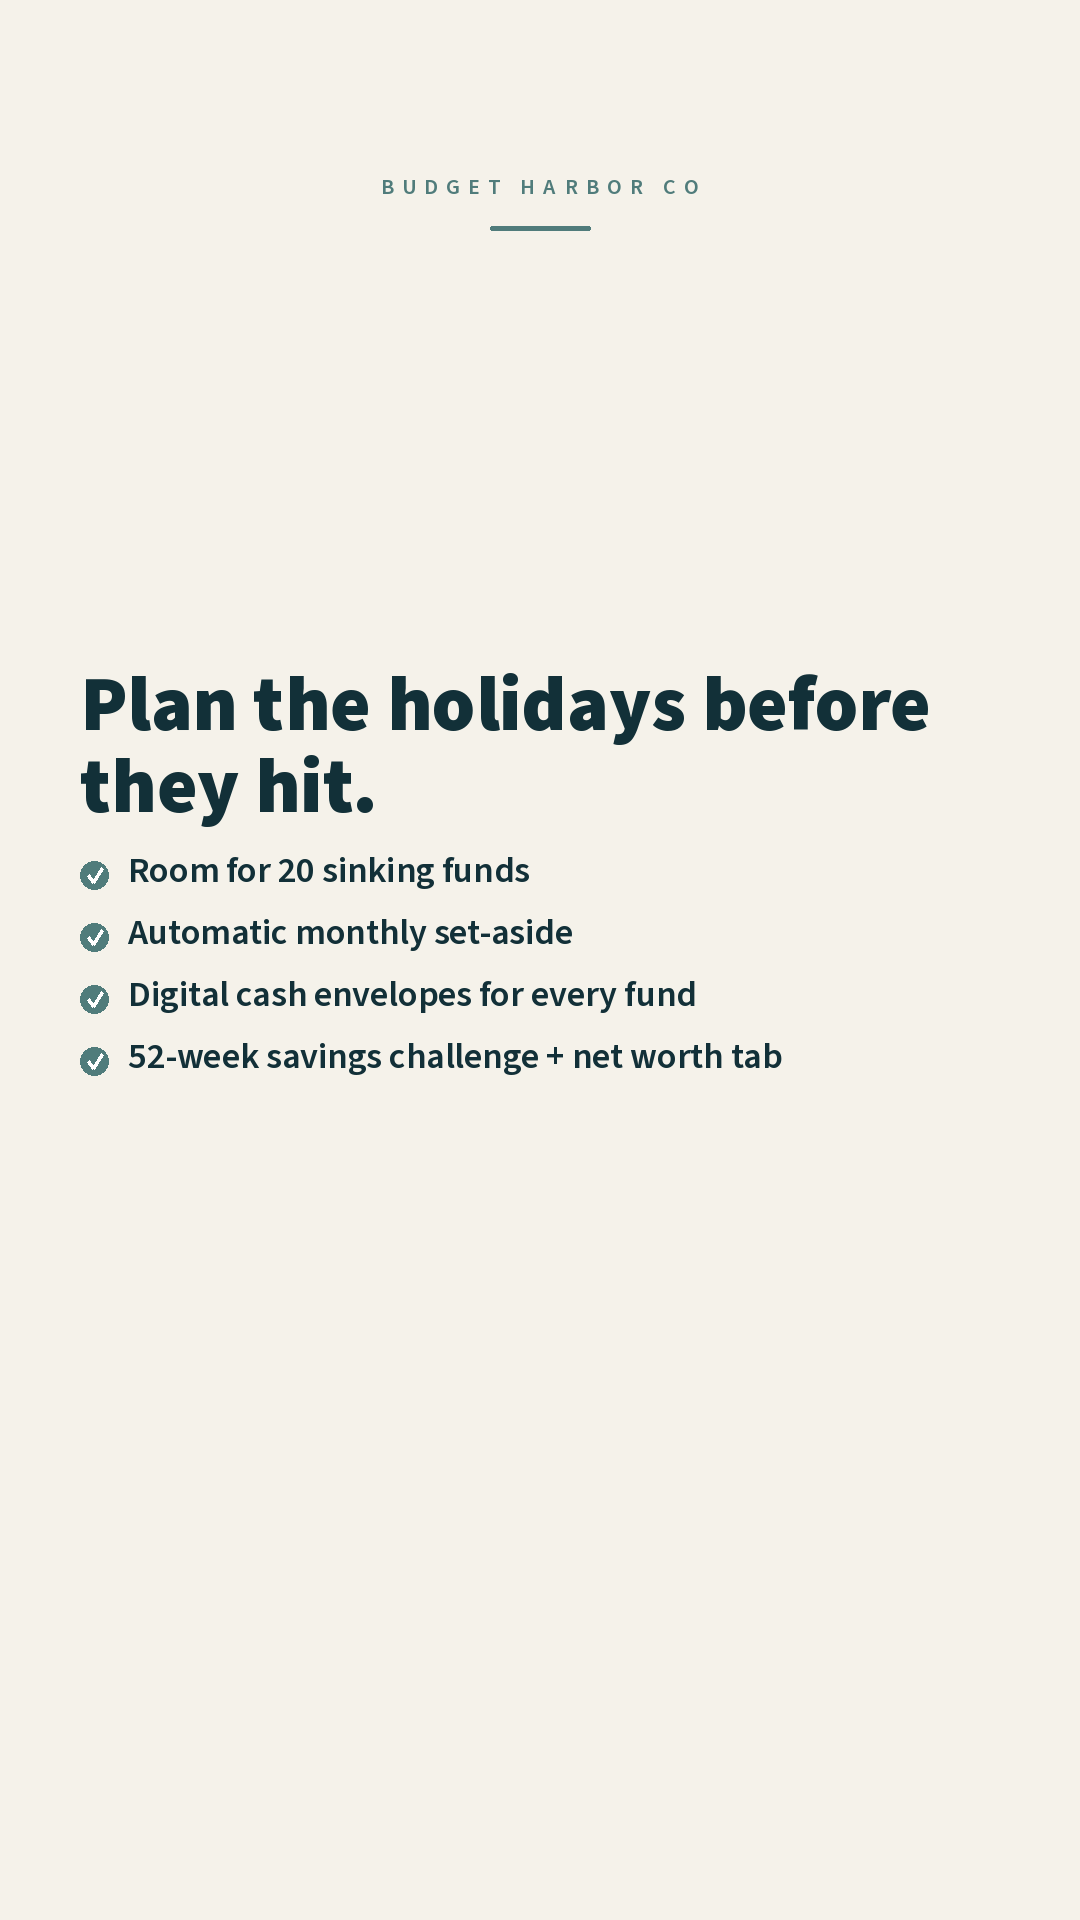 BUDGET HARBOR CO
Plan the holidays before
they hit.
Room for 20 sinking funds
Automatic monthly set-aside
Digital cash envelopes for every fund
52-week savings challenge + net worth tab